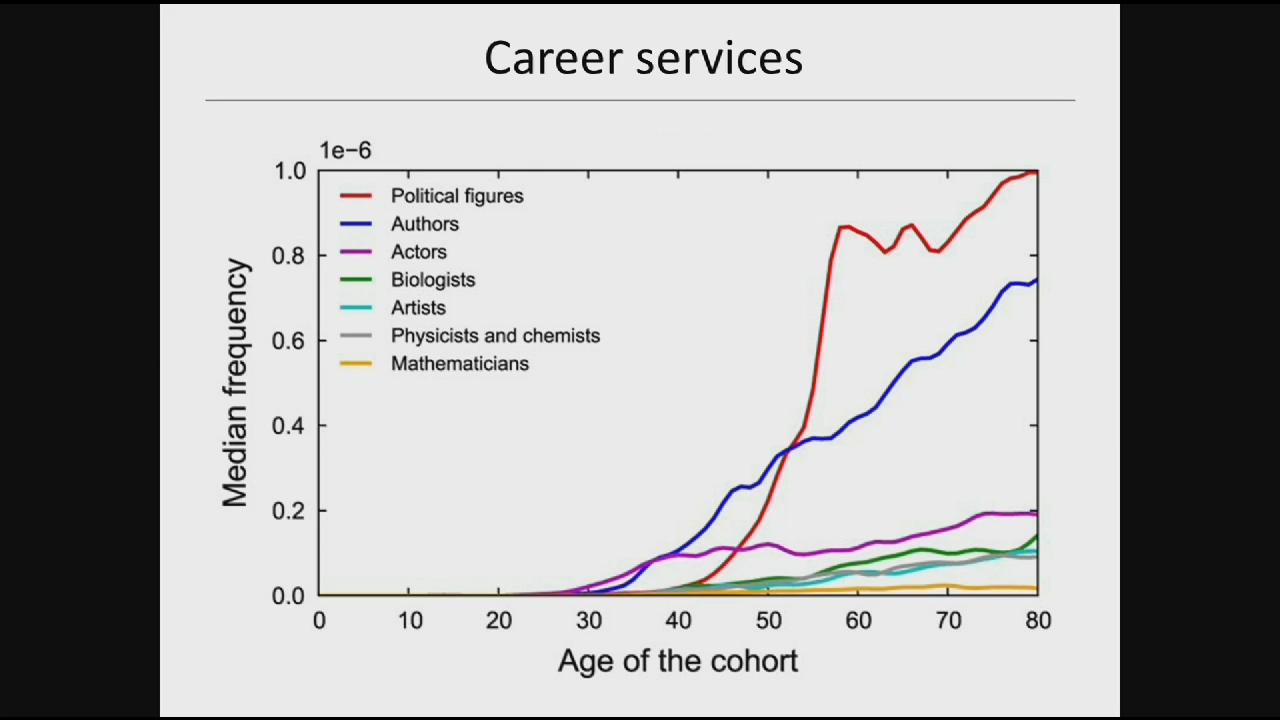 Career services
1e−6
1.0
0.8
0.6
0.4
0.2
0.0
Median frequency
Political figures
Authors
Actors
Biologists
Artists
Physicists and chemists
Mathematicians
0 10 20 30 40 50 60 70 80
Age of the cohort